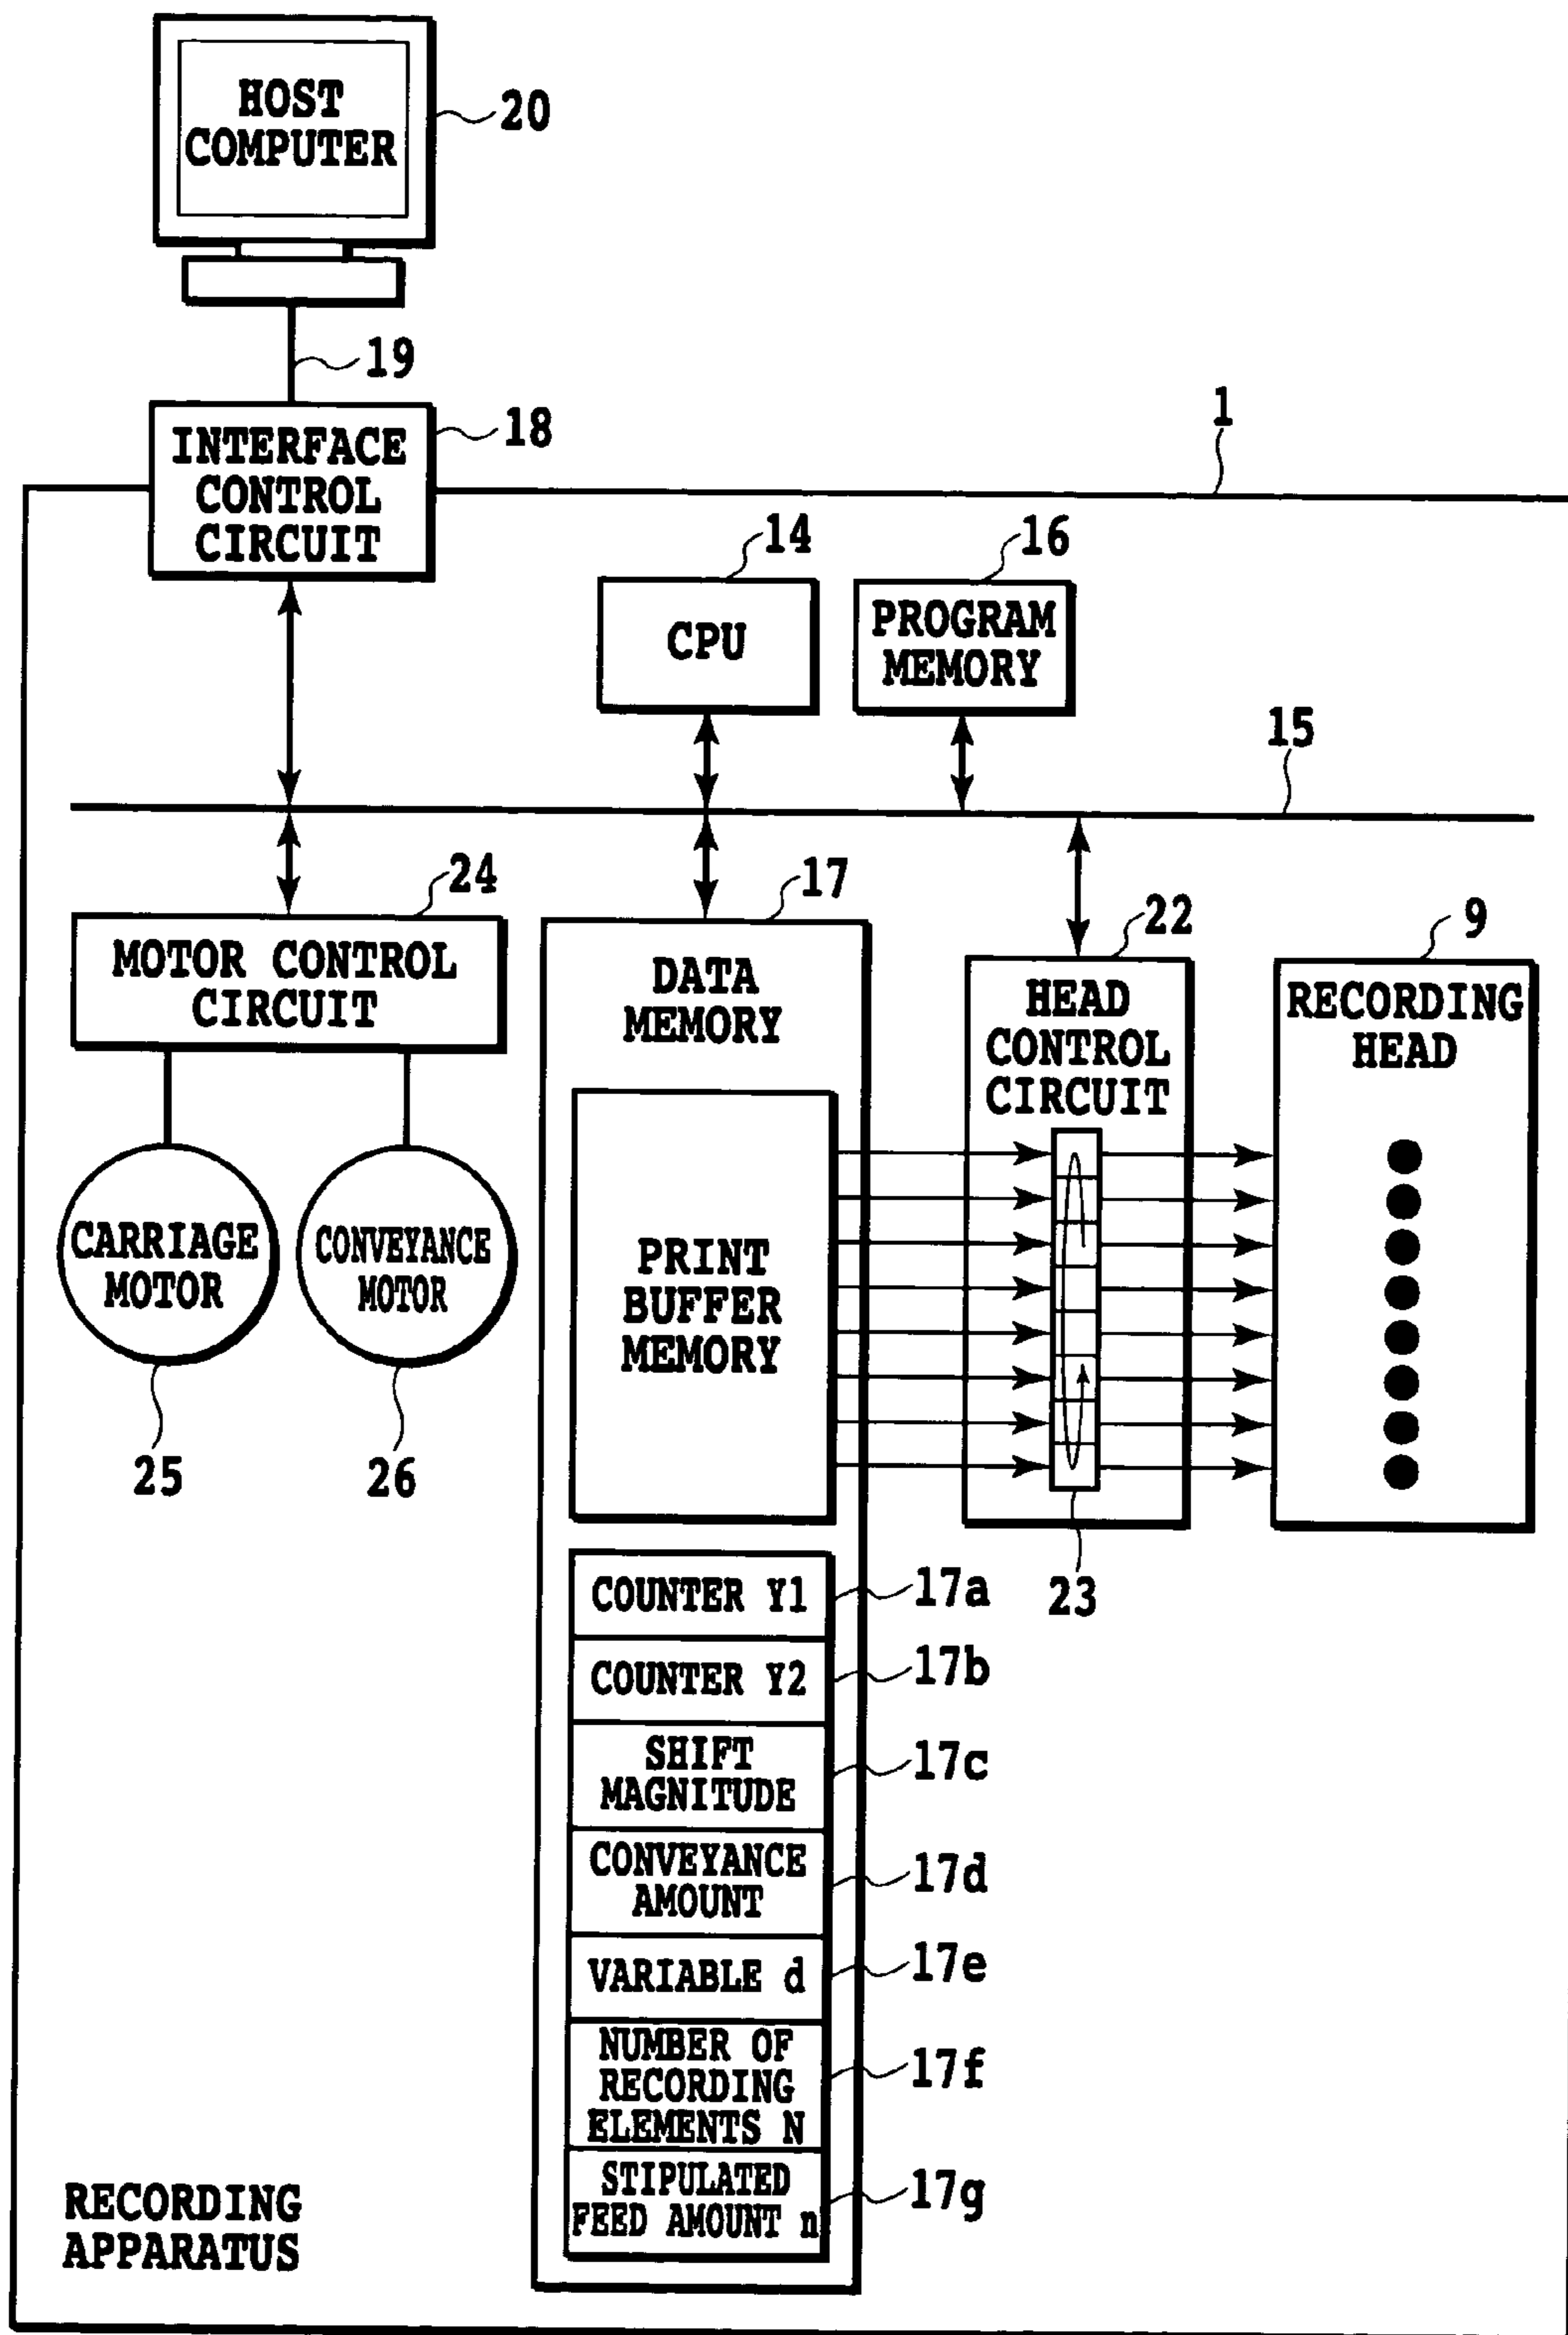 HOST
COMPUTER
20
19
INTERFACE
CONTROL
CIRCUIT
18
1
14
16
CPU
PROGRAM
MEMORY
15
24
17
22
9
MOTOR CONTROL
CIRCUIT
DATA
MEMORY
HEAD
CONTROL
CIRCUIT
RECORDING
HEAD
CARRIAGE
MOTOR
CONVEYANCE
MOTOR
PRINT
BUFFER
MEMORY
25
26
23
COUNTER Y1
17a
COUNTER Y2
17b
SHIFT
MAGNITUDE
17c
CONVEYANCE
AMOUNT
17d
VARIABLE d
17e
NUMBER OF
RECORDING
ELEMENTS N
17f
STIPULATED
FEED AMOUNT n
17g
RECORDING
APPARATUS